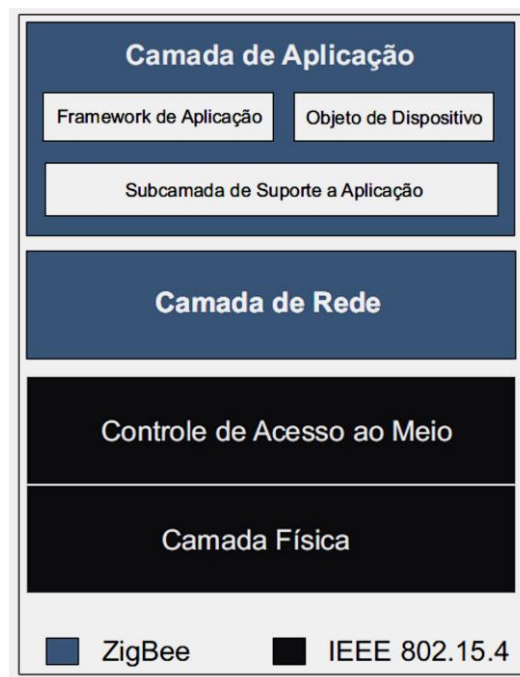 Camada de Aplicação
Framework de Aplicação
Objeto de Dispositivo
Subcamada de Suporte a Aplicação
Camada de Rede
Controle de Acesso ao Meio
Camada Física
ZigBee
IEEE 802.15.4